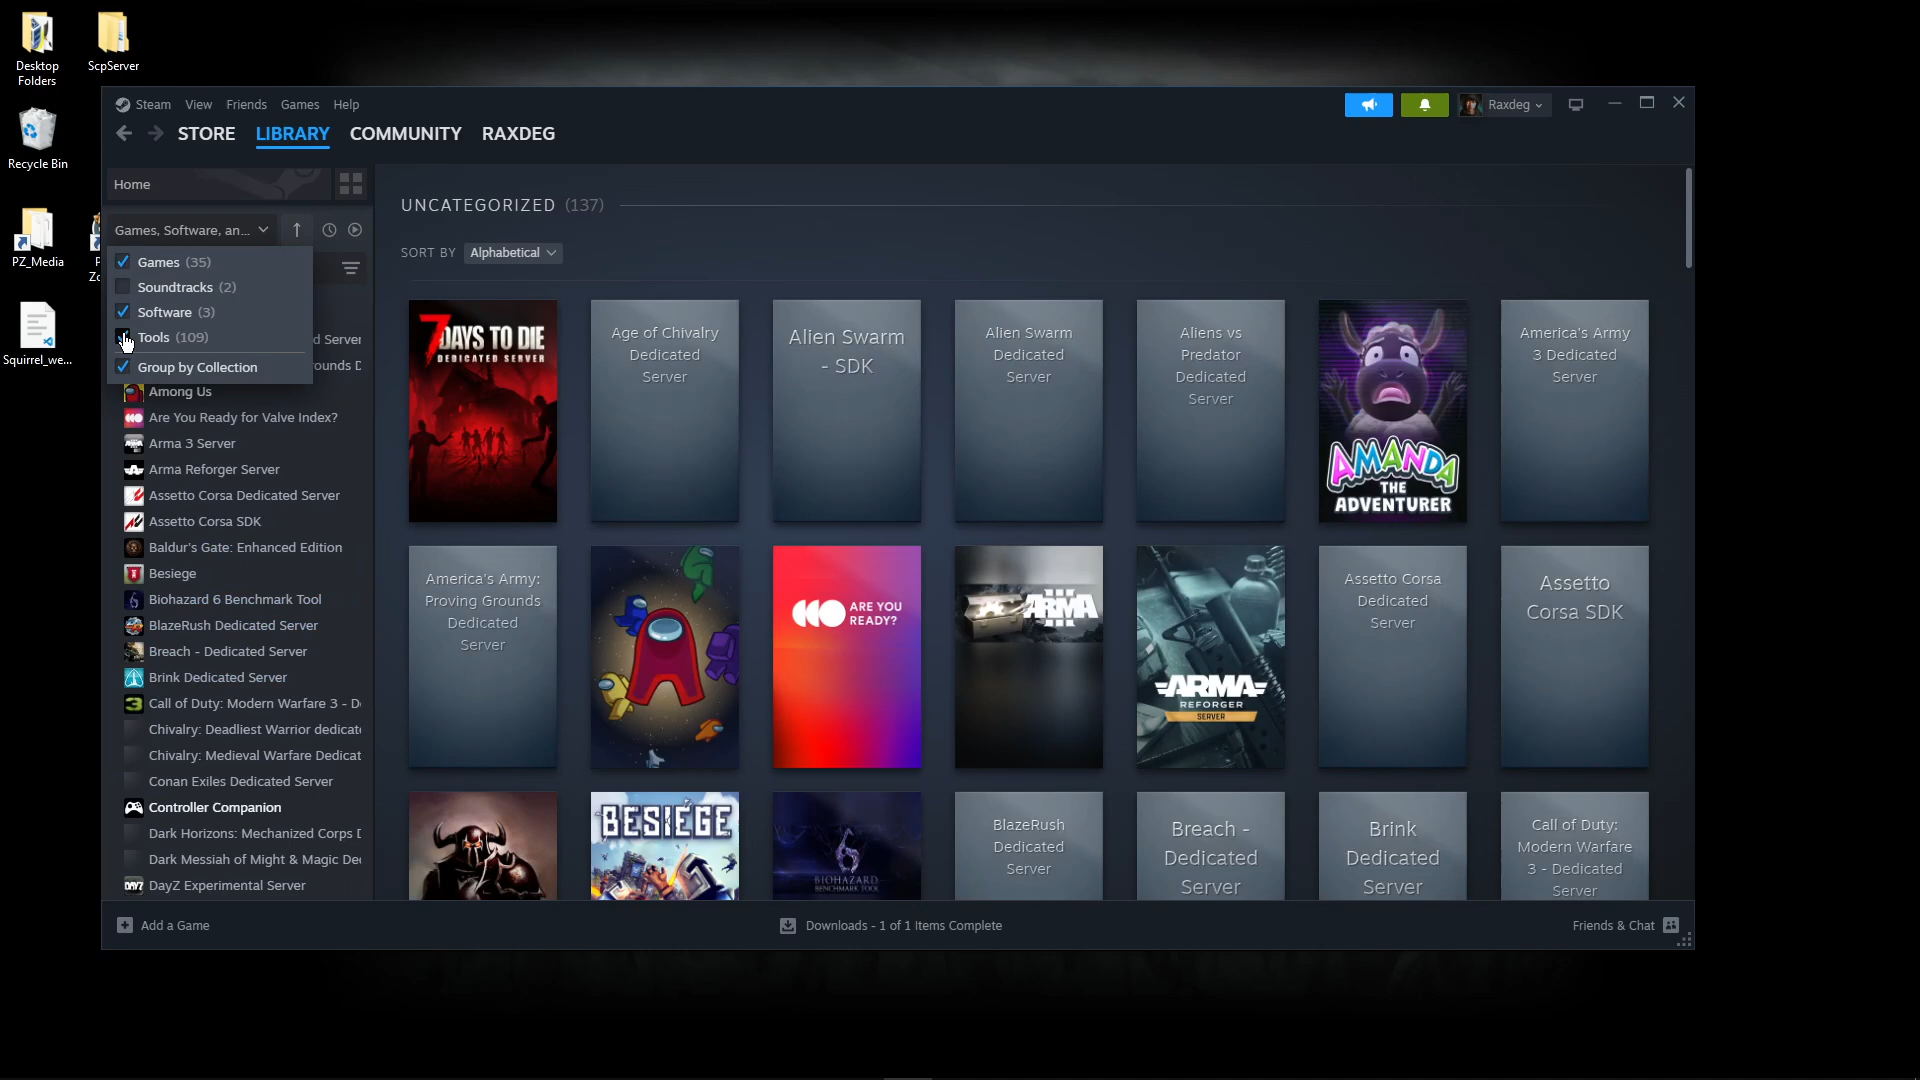 Desktop
Folders
ScpServer
Recycle Bin
PZ_Media
Squirrel_we...
Steam View Friends Games Help
Raxdeg
STORE LIBRARY COMMUNITY RAXDEG
Home
Games, Software, an...
Games (35)
Soundtracks (2)
Software (3)
Tools (109)
Group by Collection
Among Us
Are You Ready for Valve Index?
Arma 3 Server
Arma Reforger Server
Assetto Corsa Dedicated Server
Assetto Corsa SDK
Baldur's Gate: Enhanced Edition
Besiege
Biohazard 6 Benchmark Tool
BlazeRush Dedicated Server
Breach - Dedicated Server
Brink Dedicated Server
Call of Duty: Modern Warfare 3 - D
Chivalry: Deadliest Warrior dedicat
Chivalry: Medieval Warfare Dedicat
Conan Exiles Dedicated Server
Controller Companion
Dark Horizons: Mechanized Corps D
Dark Messiah of Might & Magic De
DayZ Experimental Server
UNCATEGORIZED (137)
SORT BY Alphabetical
7 DAYS TO DIE
DEDICATED SERVER
Age of Chivalry
Dedicated
Server
Alien Swarm
- SDK
Alien Swarm
Dedicated
Server
Aliens vs
Predator
Dedicated
Server
AMANDA
THE
ADVENTURER
America's Army
3 Dedicated
Server
America's Army:
Proving Grounds
Dedicated
Server
ARE YOU
READY?
ARMA III
ARMA
REFORGER
SERVER
Assetto Corsa
Dedicated
Server
Assetto
Corsa SDK
BESIEGE
6
BIOHAZARD
BENCHMARK TOOL
BlazeRush
Dedicated
Server
Breach -
Dedicated
Server
Brink
Dedicated
Server
Call of Duty:
Modern Warfare
3 - Dedicated
Server
Add a Game
Downloads - 1 of 1 Items Complete
Friends & Chat